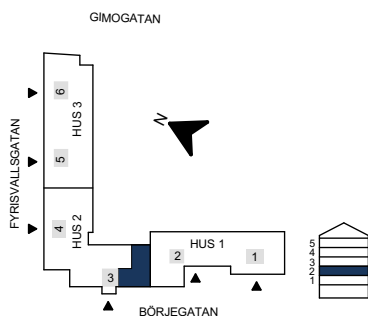 GIMOGATAN
N
FYRISVALLSGATAN
6
HUS 3
5
4
HUS 2
3
HUS 1
2
1
BÖRJEGATAN
5
4
3
2
1